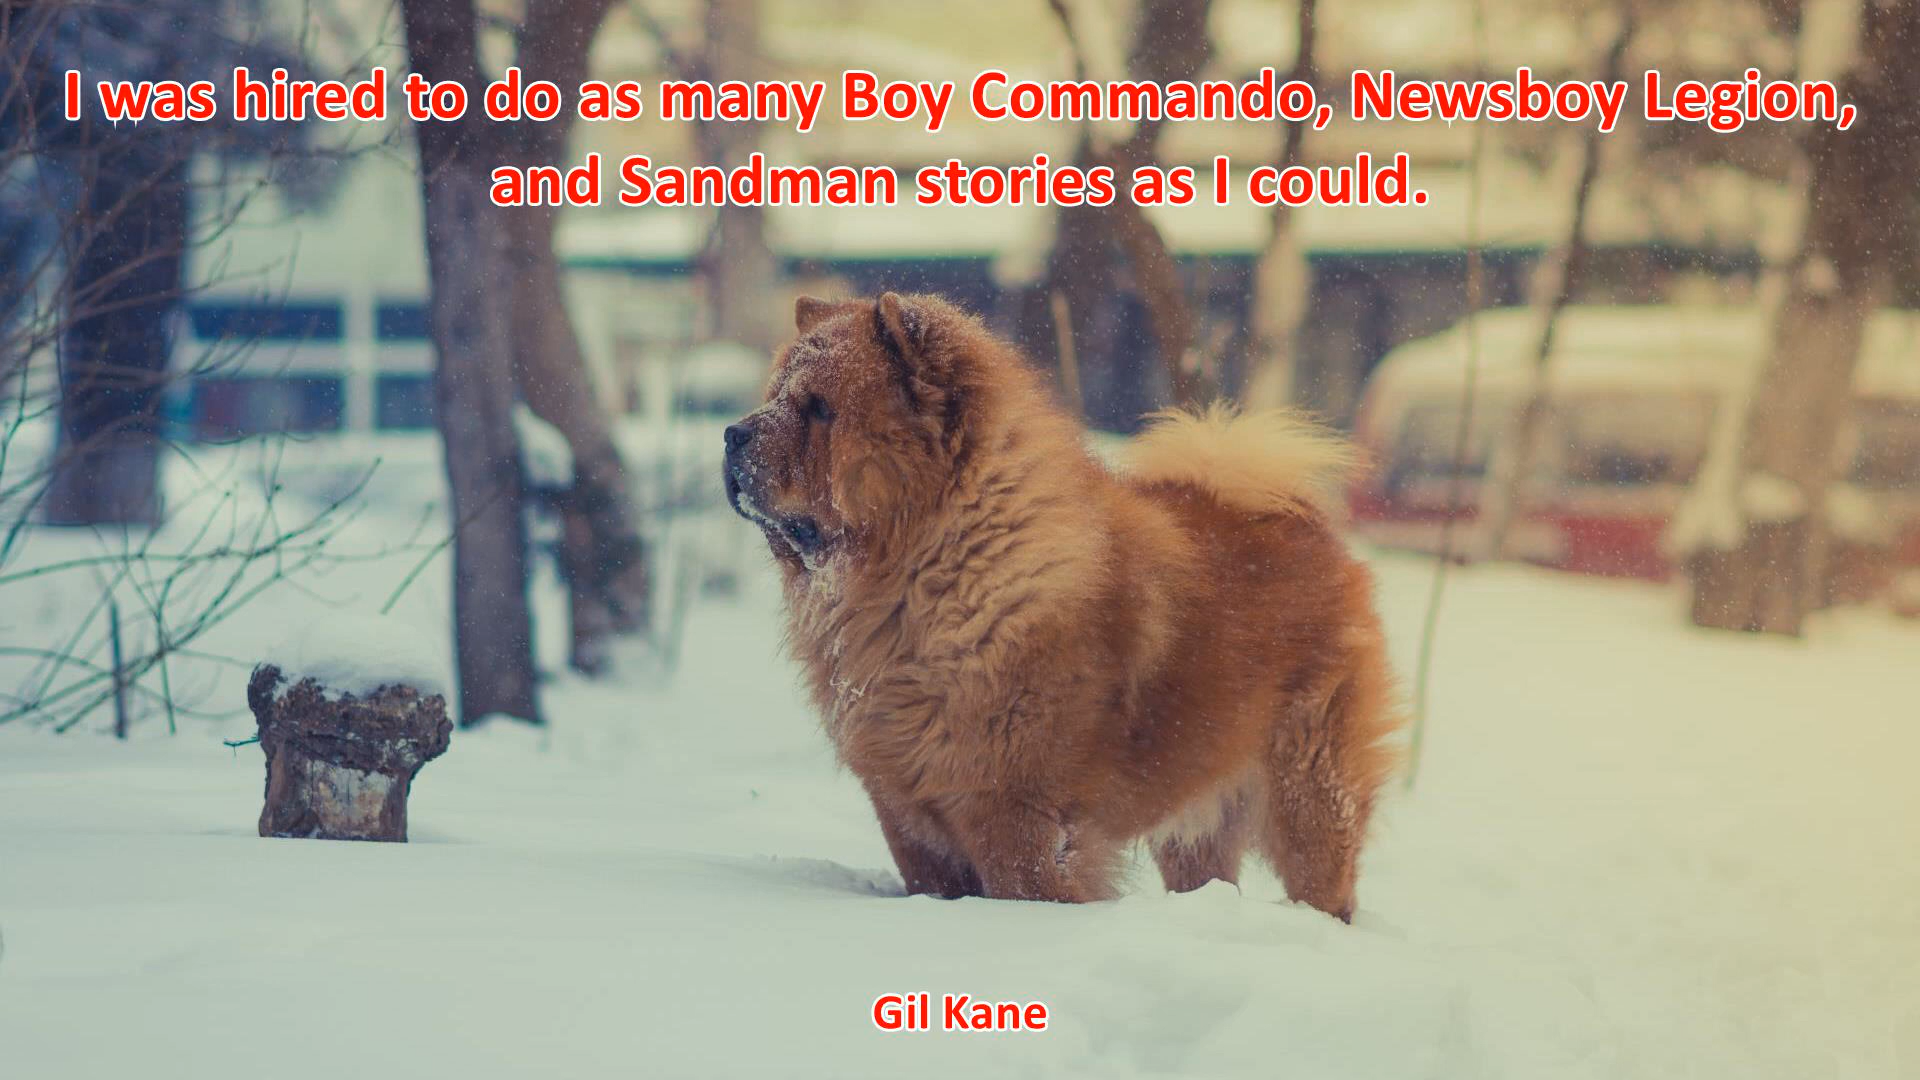 I was hired to do as many Boy Commando, Newsboy Legion,
and Sandman stories as I could.
Gil Kane